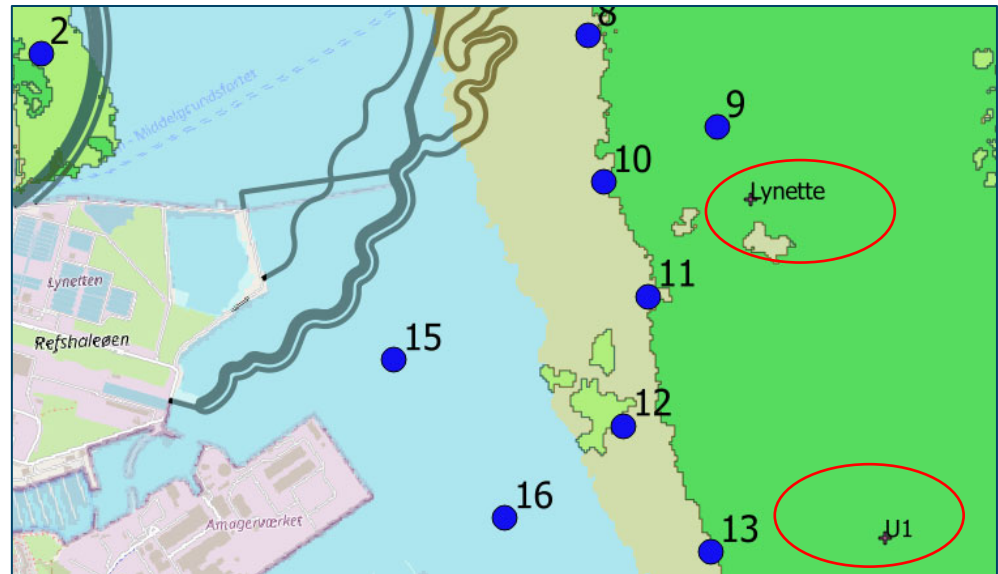 2
8
Middelgrundsfortet
9
10
Lynette
Lynetten
11
Refshaleøen
15
12
16
Amagerværket
13
U1